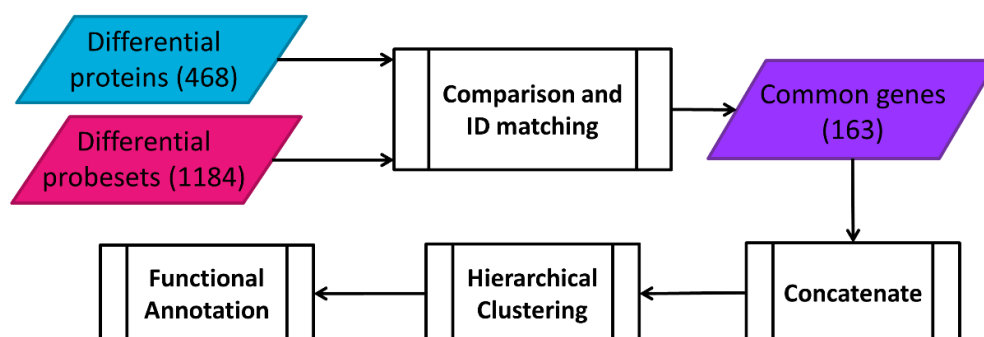 Differential
proteins (468)
Comparison and
ID matching
Common genes
(163)
Differential
probesets (1184)
Functional
Annotation
Hierarchical
Clustering
Concatenate